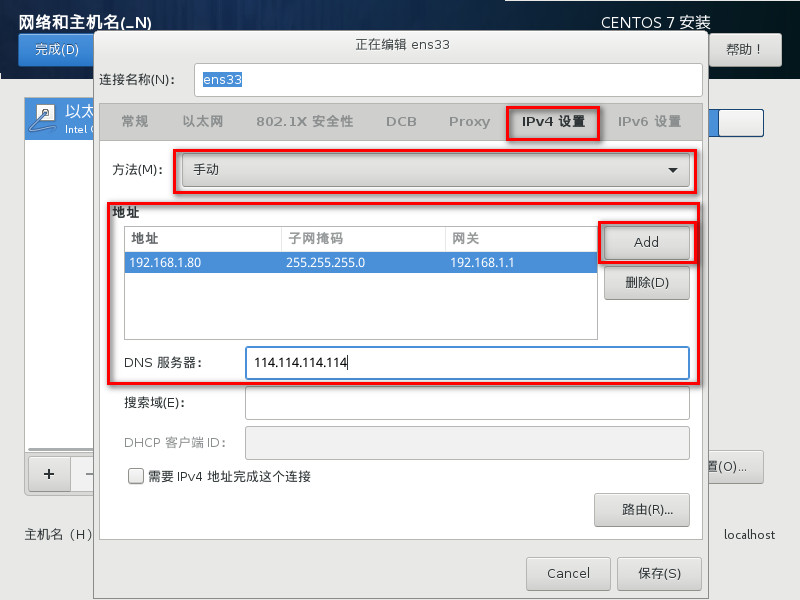 网络和主机名(_N)
CENTOS 7 安装
完成(D)
正在编辑 ens33
帮助！
连接名称(N)：
ens33
以太
Intel
常规
以太网
802.1X 安全性
DCB
Proxy
IPv4 设置
IPv6 设置
方法(M)：
手动
地址
地址
子网掩码
网关
Add
192.168.1.80
255.255.255.0
192.168.1.1
删除(D)
DNS 服务器：
114.114.114.114
搜索域(E)：
DHCP 客户端 ID：
需要 IPv4 地址完成这个连接
置(O)...
+
−
路由(R)...
主机名（H）
localhost
Cancel
保存(S)